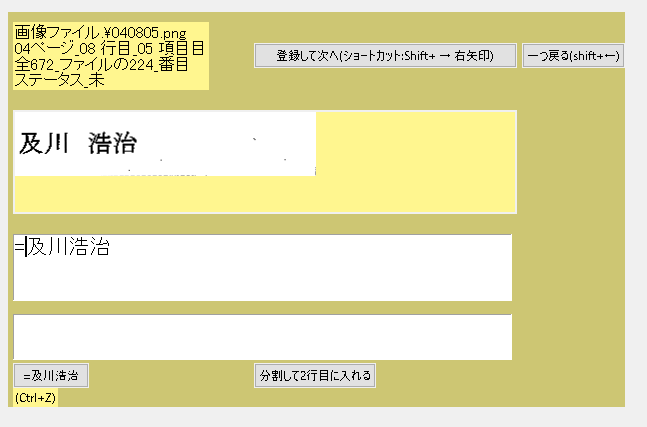 画像ファイル.¥040805.png
04ページ_08 行目_05 項目目
全672_ファイルの224_番目
ステータス_未
登録して次へ(ショートカット:Shift+ → 右矢印)
一つ戻る(shift+←)
及川　浩治
=及川浩治
=及川浩治
分割して2行目に入れる
(Ctrl+Z)